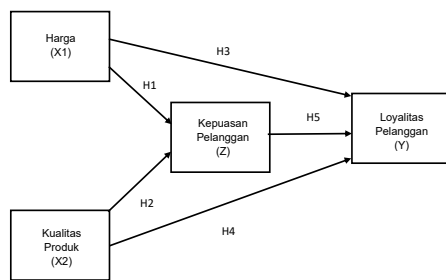 Harga
(X1)
H3
H1
Kepuasan
Pelanggan
(Z)
H5
Loyalitas
Pelanggan
(Y)
H2
Kualitas
Produk
(X2)
H4